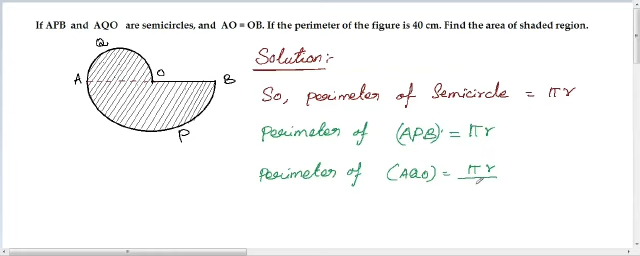 If APB and AQO are semicircles, and AO = OB. If the perimeter of the figure is 40 cm. Find the area of shaded region.
Q
A
O
B
P
Solution:-
So, perimeter of Semicircle = πr
Perimeter of (APB) = πr
Perimeter of (AQO) = πr